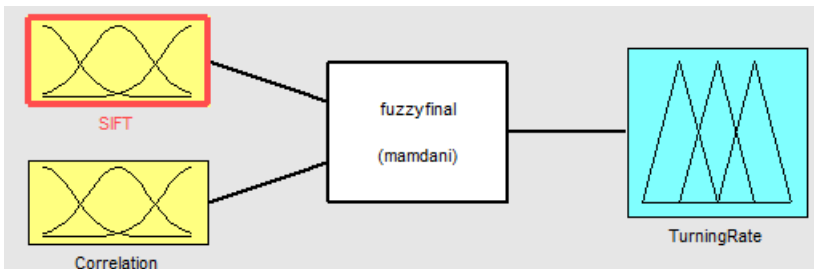 SIFT
fuzzyfinal
(mamdani)
TurningRate
Correlation